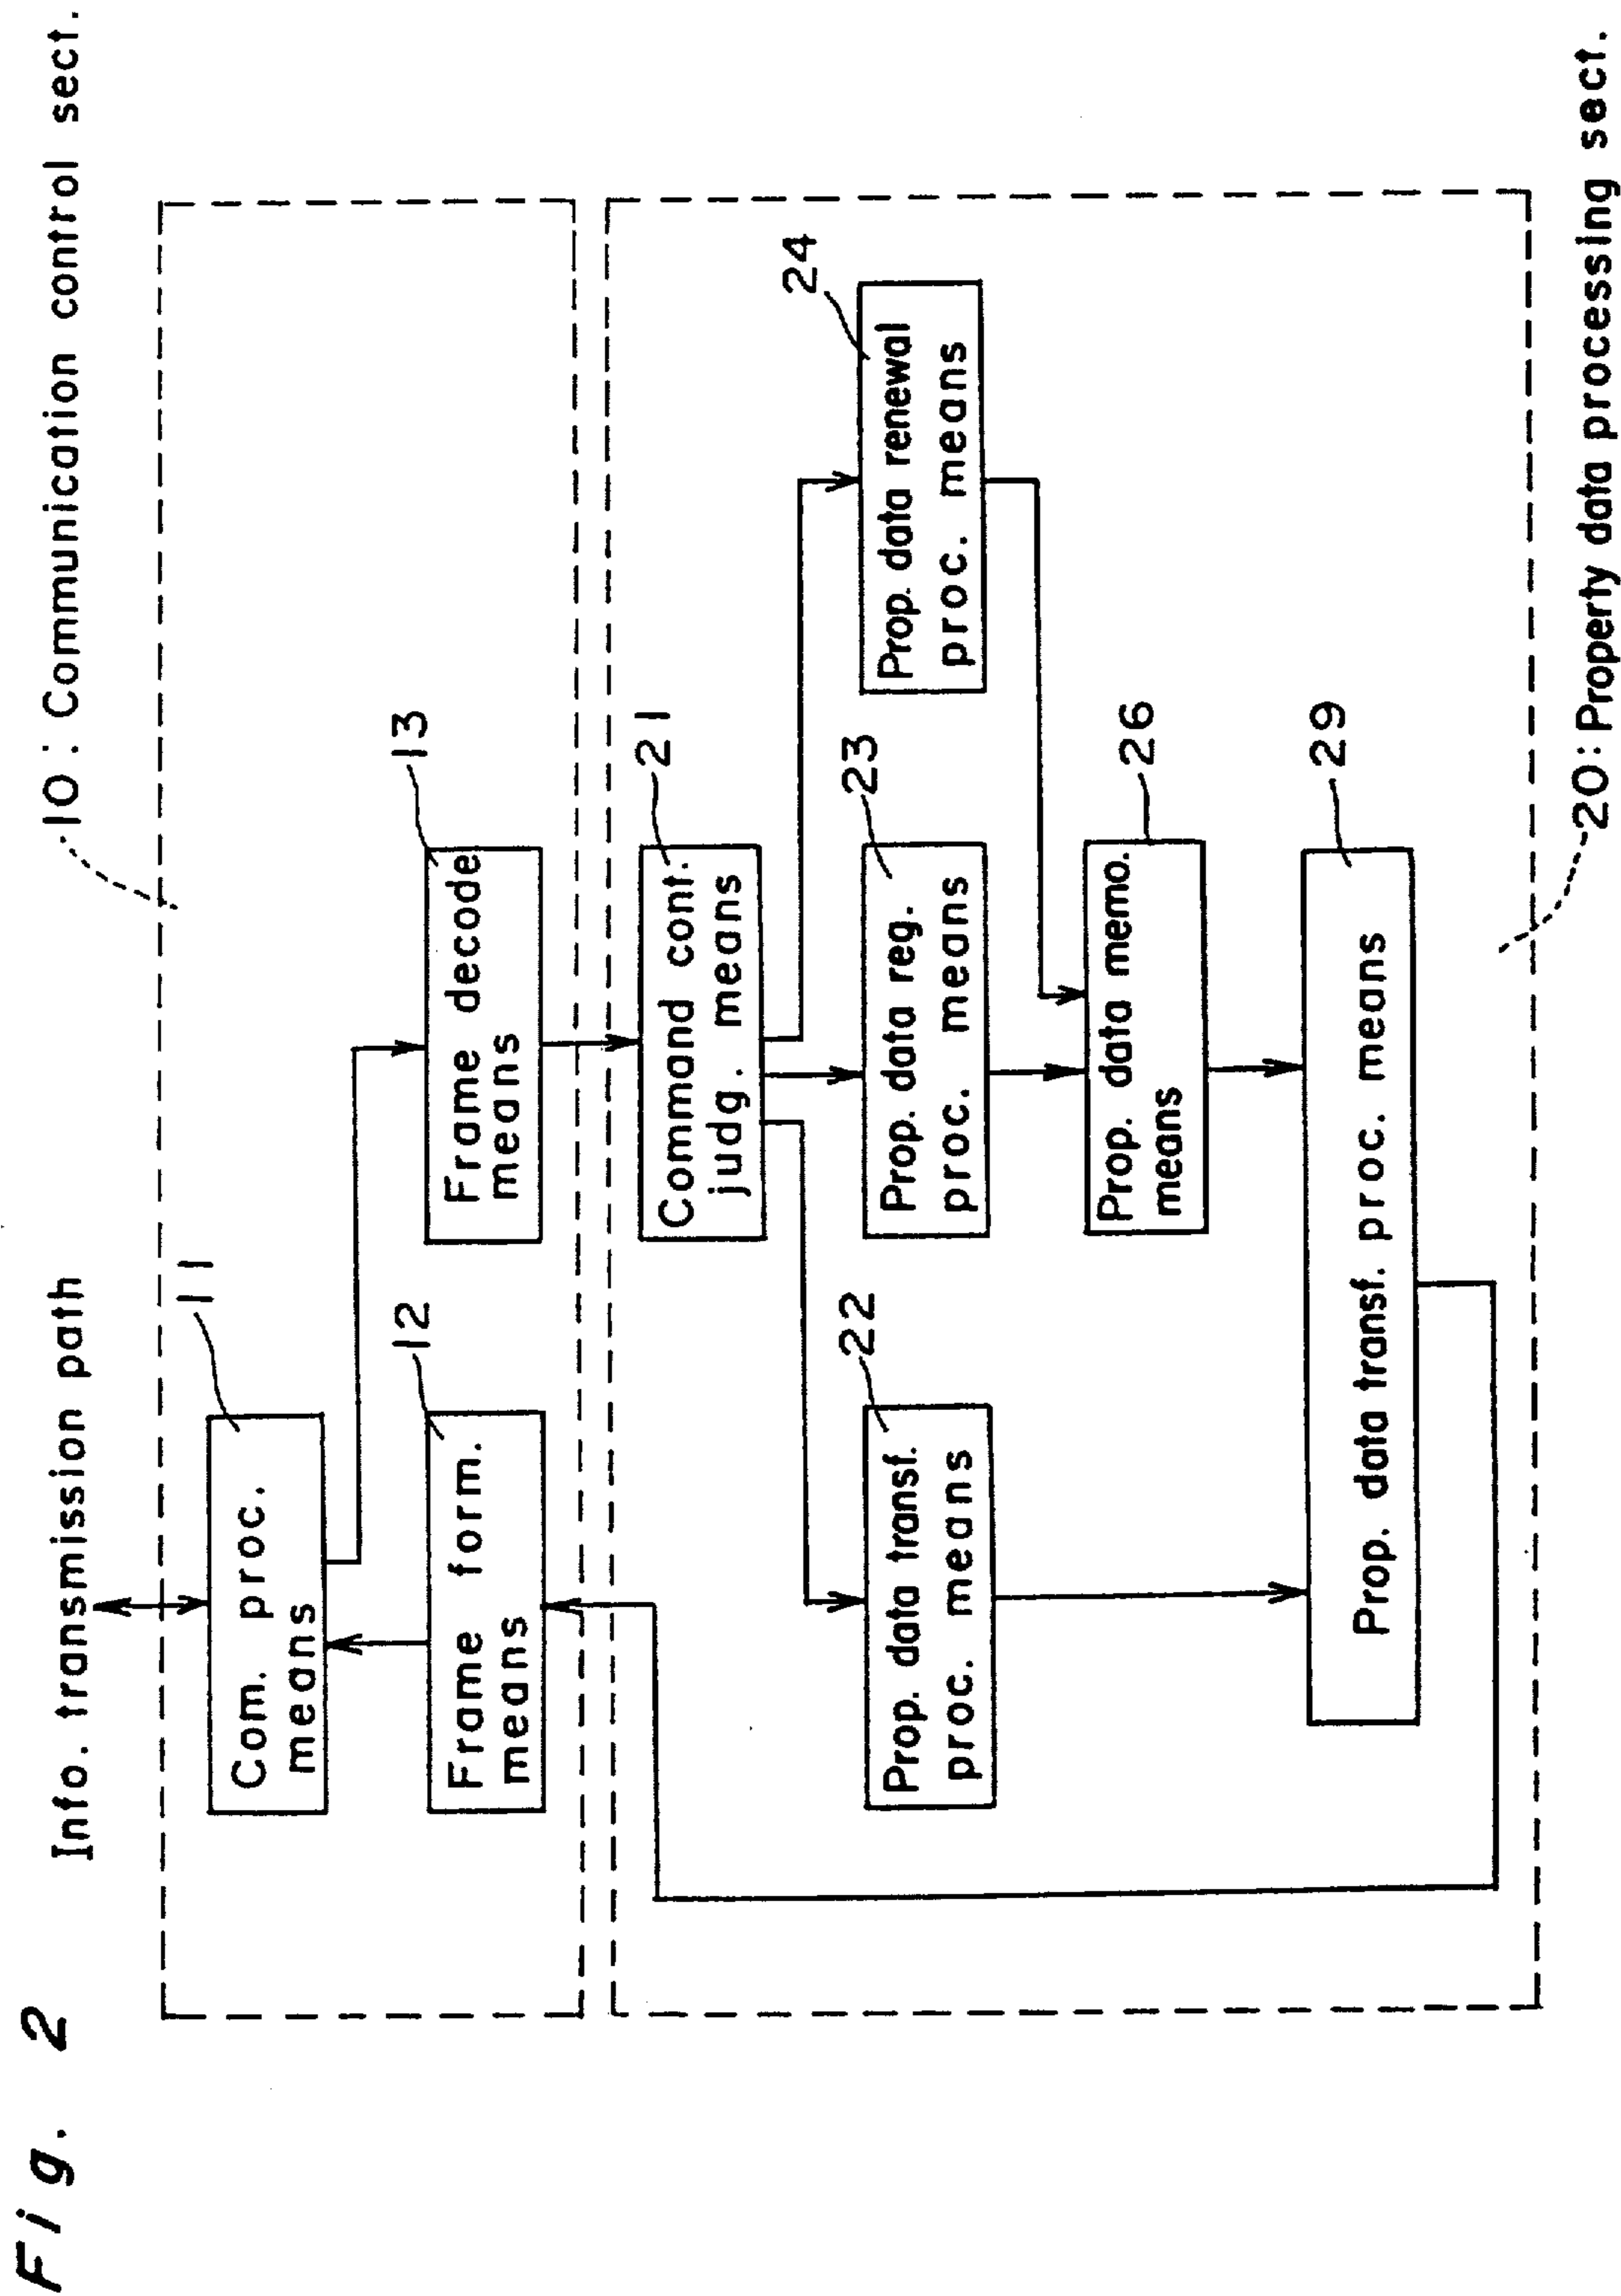 Fig. 2
Info. transmission path
10: Communication control sect.
11
Com. proc.
means
12
Frame form.
means
13
Frame decode
means
21
Command cont.
judg. means
22
Prop. data transf.
proc. means
23
Prop. data reg.
proc. means
24
Prop. data renewal
proc. means
26
Prop. data memo.
means
29
Prop. data transf. proc. means
20: Property data processing sect.